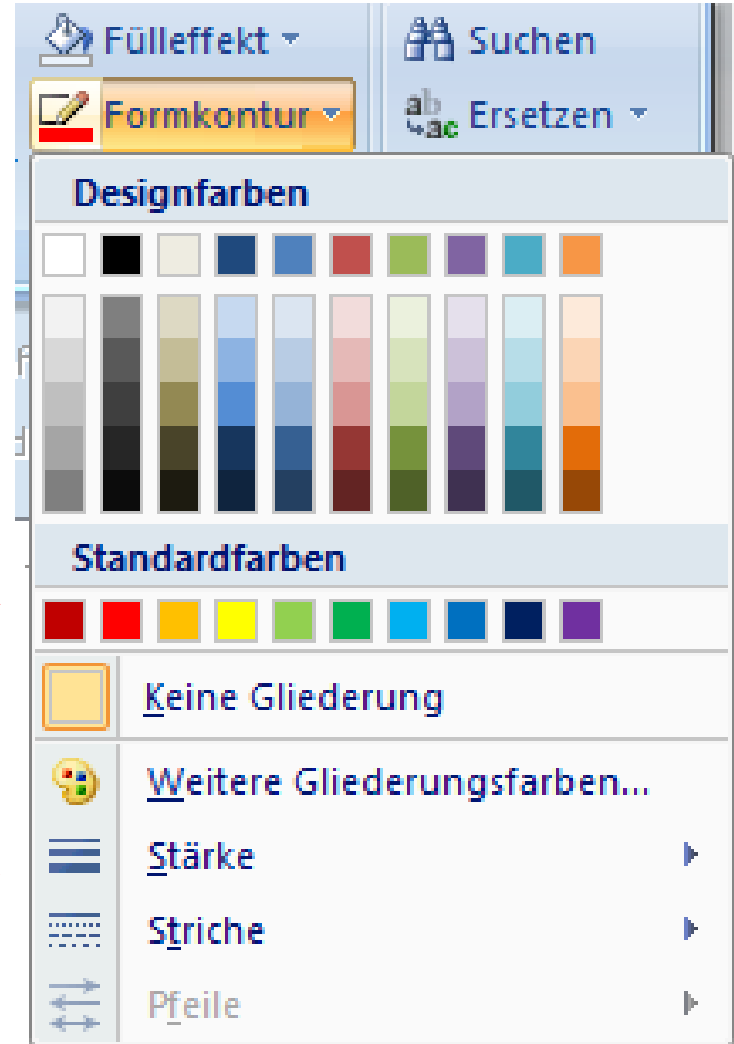 Fülleffekt
Suchen
Formkontur
Ersetzen
Designfarben
Standardfarben
Keine Gliederung
Weitere Gliederungsfarben...
Stärke
Striche
Pfeile